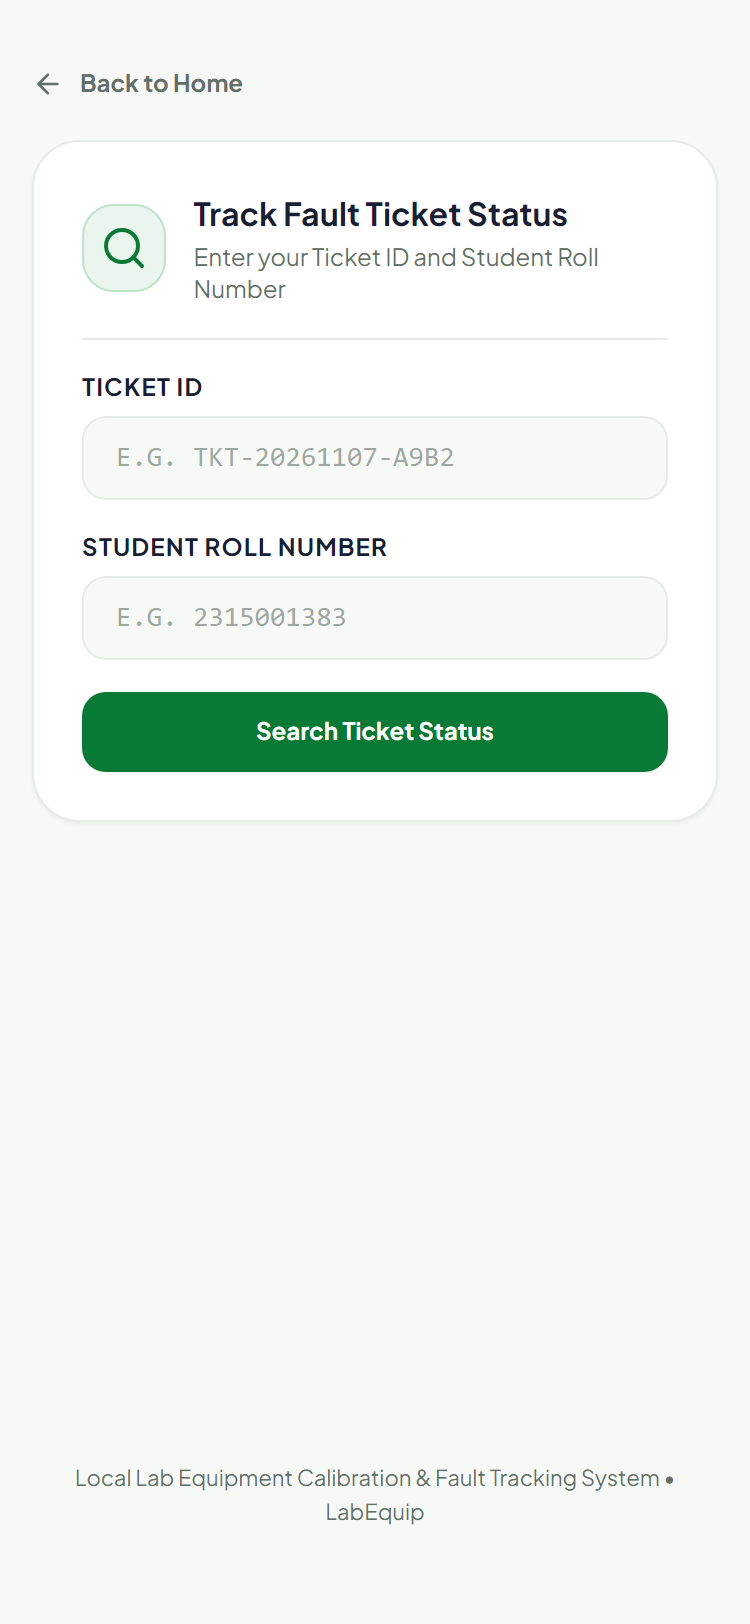 Back to Home
Track Fault Ticket Status
Enter your Ticket ID and Student Roll
Number
TICKET ID
E.G. TKT-20261107-A9B2
STUDENT ROLL NUMBER
E.G. 2315001383
Search Ticket Status
Local Lab Equipment Calibration & Fault Tracking System •
LabEquip